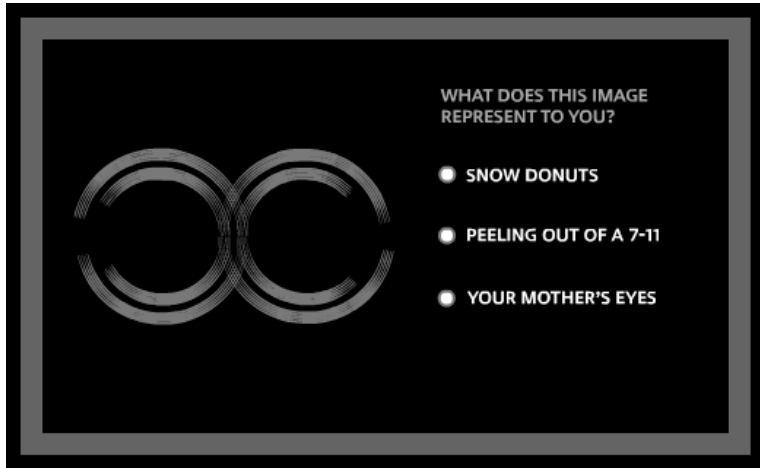 WHAT DOES THIS IMAGE
REPRESENT TO YOU?
SNOW DONUTS
PEELING OUT OF A 7-11
YOUR MOTHER'S EYES